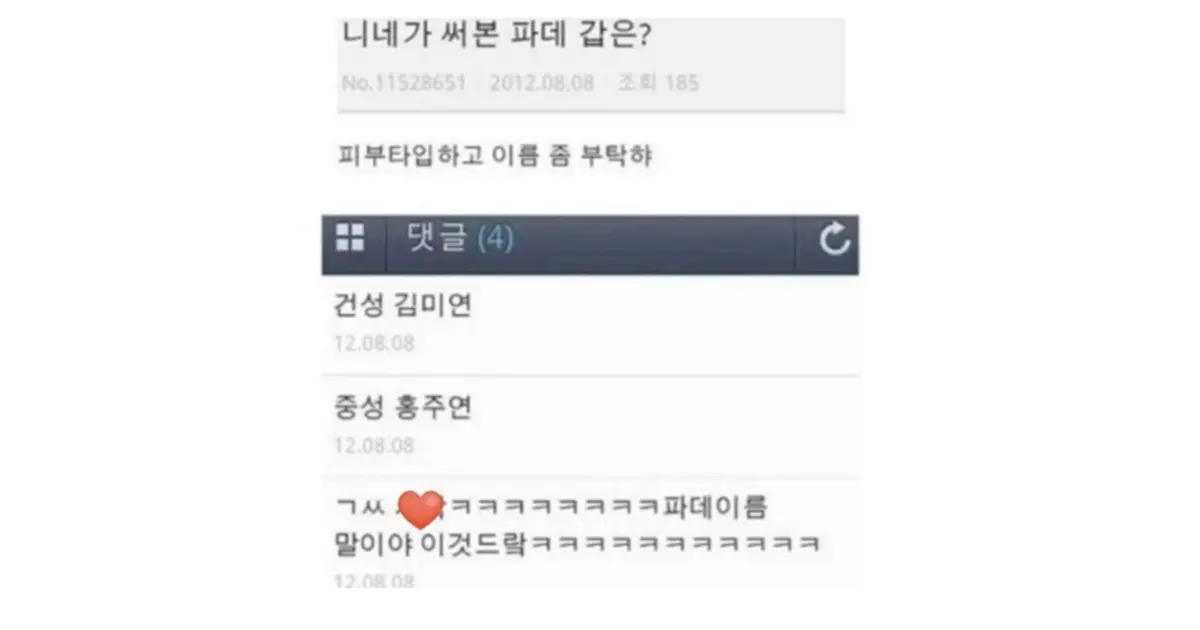 니네가 써본 파데 갑은?
No.11528651 2012.08.08 조회 185
피부타입하고 이름 좀 부탁햐
댓글 (4)
건성 김미연
12.08.08
중성 홍주연
12.08.08
ㄱㅆ ㅋㅋㅋㅋㅋㅋㅋㅋ파데이름
말이야 이것드랔ㅋㅋㅋㅋㅋㅋㅋㅋㅋㅋㅋ
12.08.08